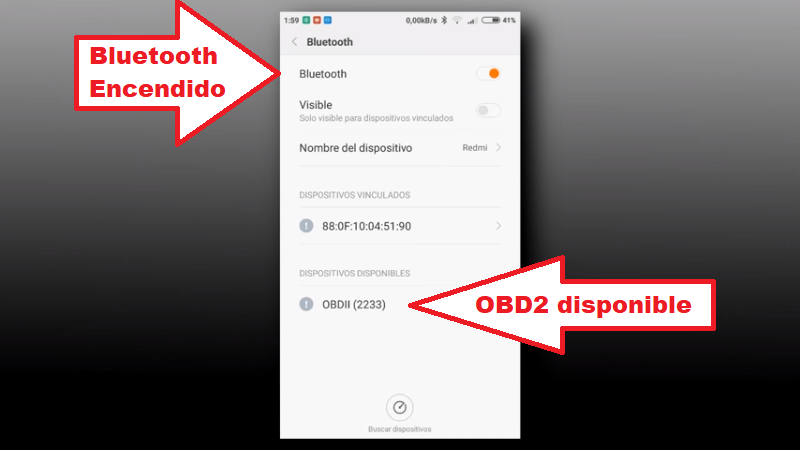 1:59 0,00kB/s 41%
Bluetooth
Bluetooth
Encendido
Bluetooth
Visible
Solo visible para dispositivos vinculados
Nombre del dispositivo Redmi
DISPOSITIVOS VINCULADOS
88:0F:10:04:51:90
DISPOSITIVOS DISPONIBLES
OBDII (2233)
OBD2 disponible
Buscar dispositivos